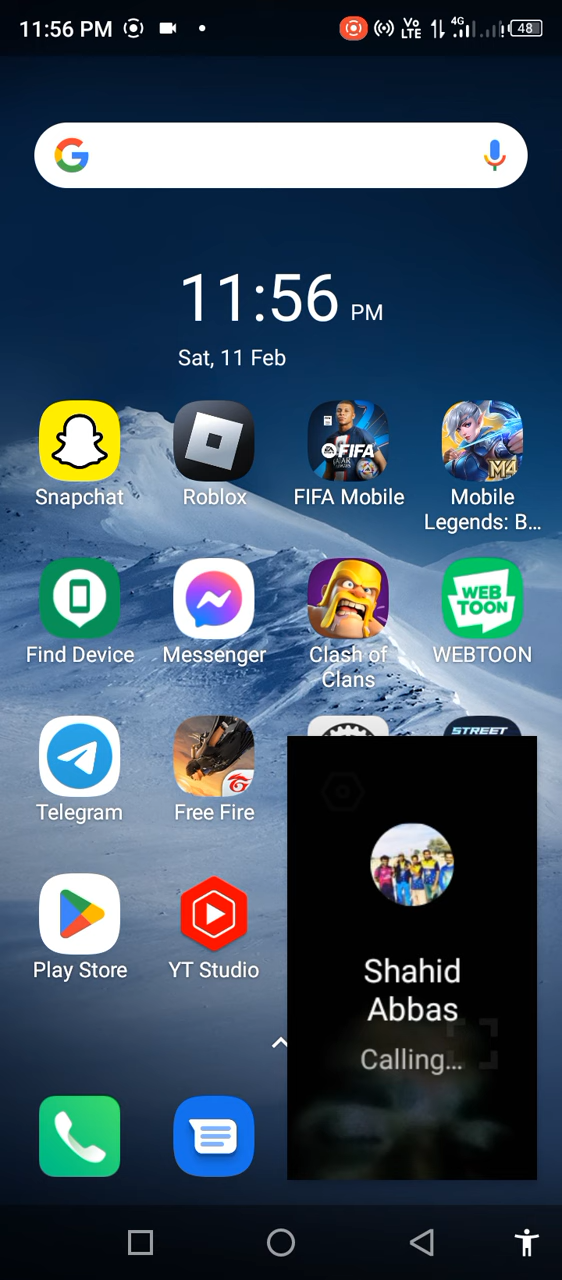 11:56 PM
Vo
LTE
4G
48
11:56 PM
Sat, 11 Feb
FIFA
M4
Snapchat
Roblox
FIFA Mobile
Mobile
Legends: B...
WEB
TOON
Find Device
Messenger
Clash of
Clans
WEBTOON
STREET
Telegram
Free Fire
Play Store
YT Studio
Shahid
Abbas
Calling...